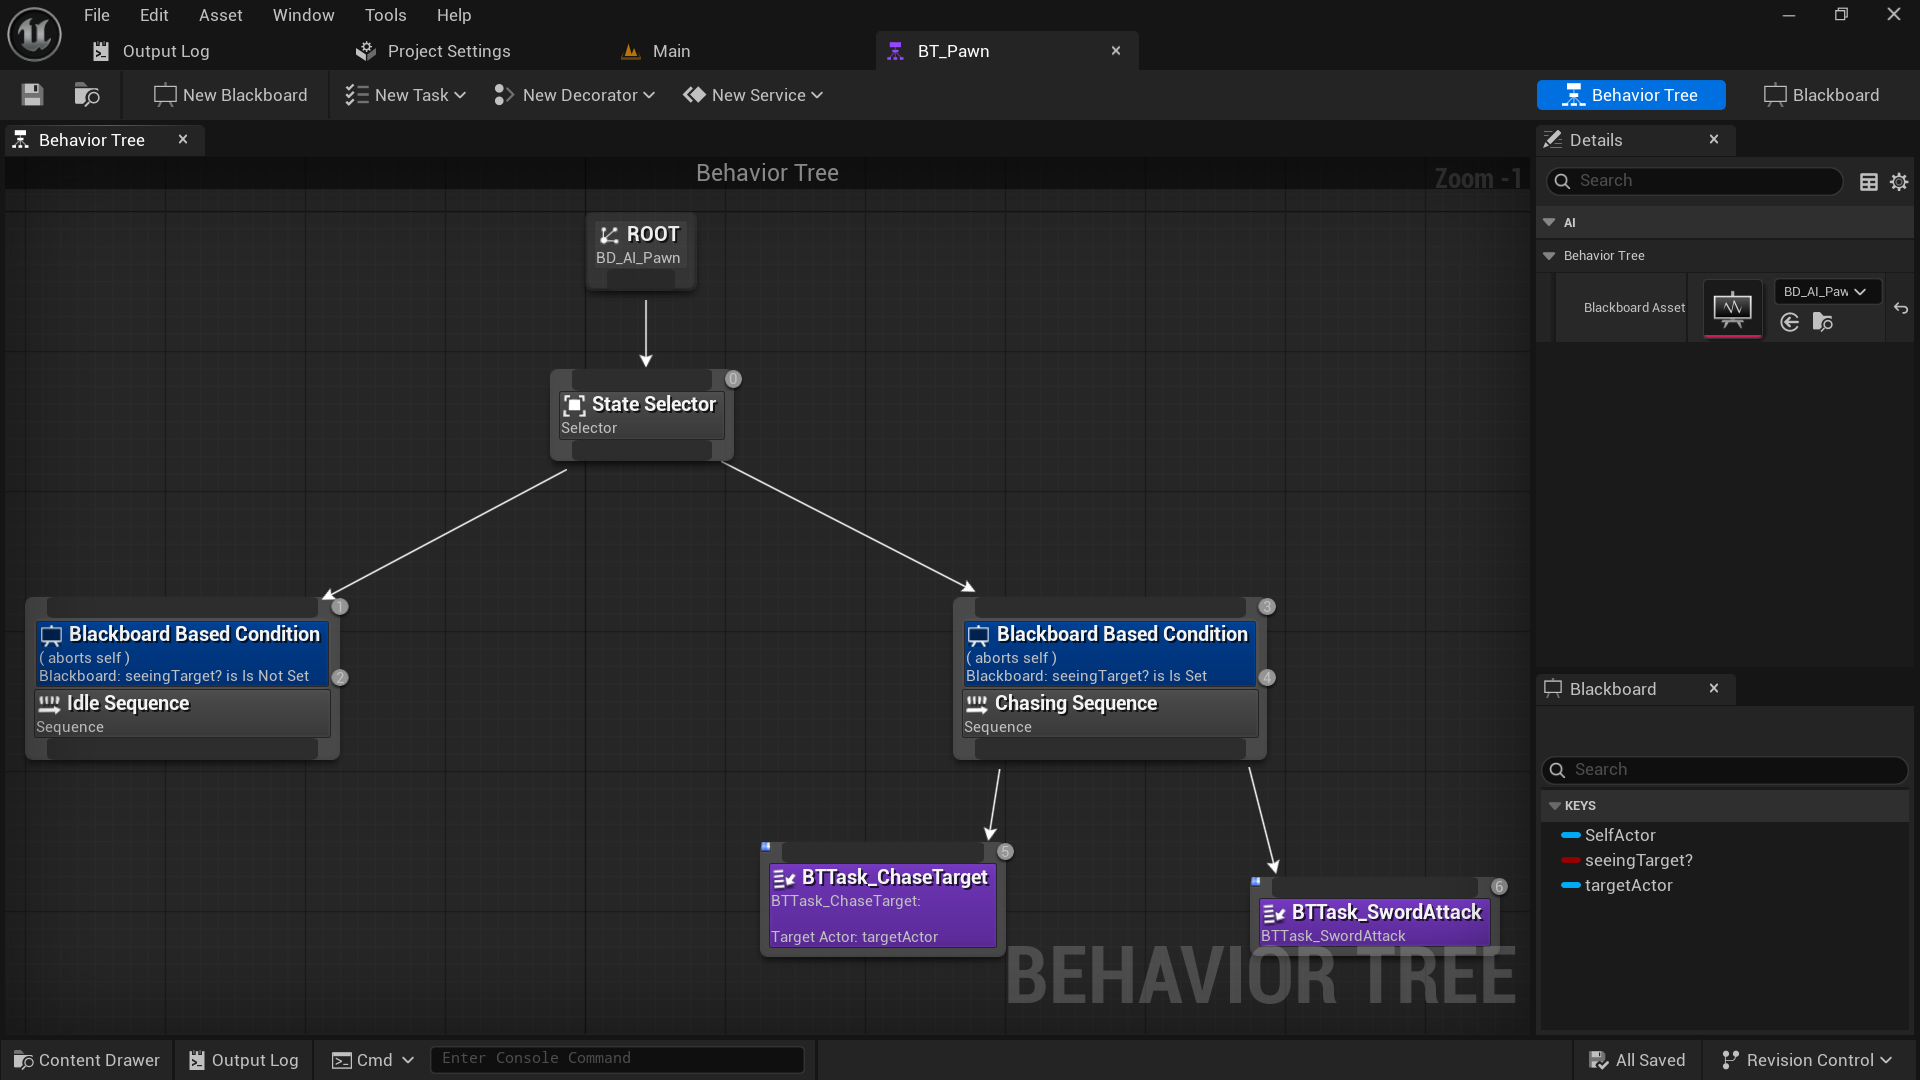 File
Edit
Asset
Window
Tools
Help
Output Log
Project Settings
Main
BT_Pawn
New Blackboard
New Task
New Decorator
New Service
Behavior Tree
Blackboard
Behavior Tree
Behavior Tree
Zoom -1
ROOT
BD_AI_Pawn
0
State Selector
Selector
1
Blackboard Based Condition
( aborts self )
Blackboard: seeingTarget? is Is Not Set
2
Idle Sequence
Sequence
3
Blackboard Based Condition
( aborts self )
Blackboard: seeingTarget? is Is Set
4
Chasing Sequence
Sequence
5
BTTask_ChaseTarget
BTTask_ChaseTarget:
Target Actor: targetActor
6
BTTask_SwordAttack
BTTask_SwordAttack
BEHAVIOR TREE
Details
Search
AI
Behavior Tree
Blackboard Asset
BD_AI_Paw
Blackboard
Search
KEYS
SelfActor
seeingTarget?
targetActor
Content Drawer
Output Log
Cmd
Enter Console Command
All Saved
Revision Control